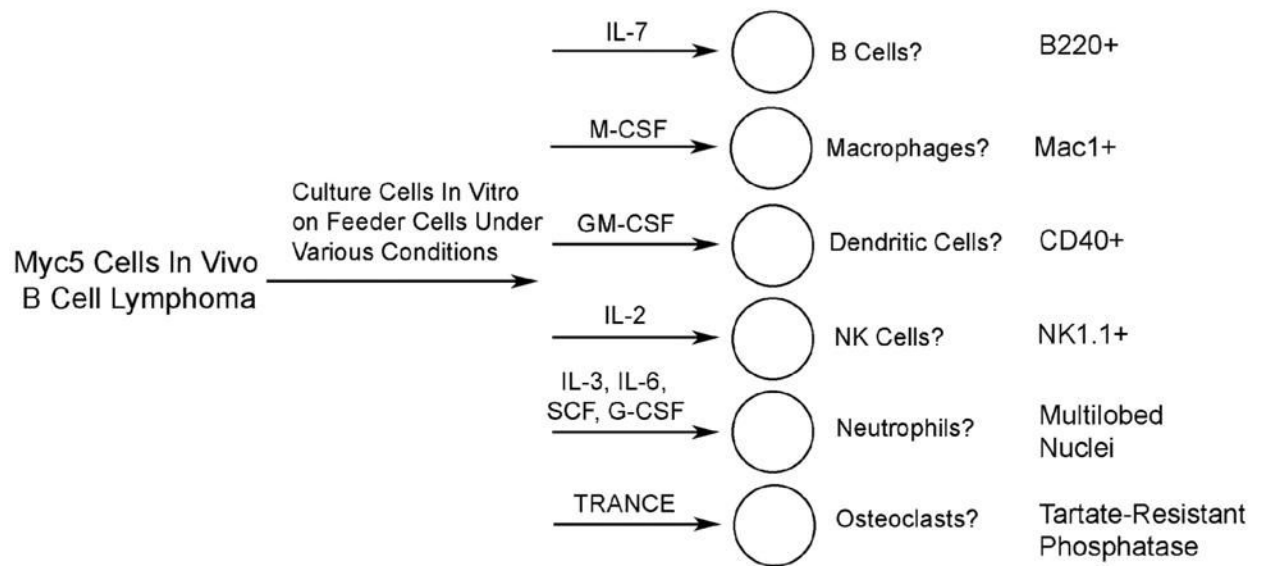 IL-7
B Cells?
B220+
M-CSF
Macrophages?
Mac1+
Culture Cells In Vitro
on Feeder Cells Under
Various Conditions
GM-CSF
Dendritic Cells?
CD40+
Myc5 Cells In Vivo
B Cell Lymphoma
IL-2
NK Cells?
NK1.1+
IL-3, IL-6,
SCF, G-CSF
Neutrophils?
Multilobed
Nuclei
TRANCE
Osteoclasts?
Tartate-Resistant
Phosphatase